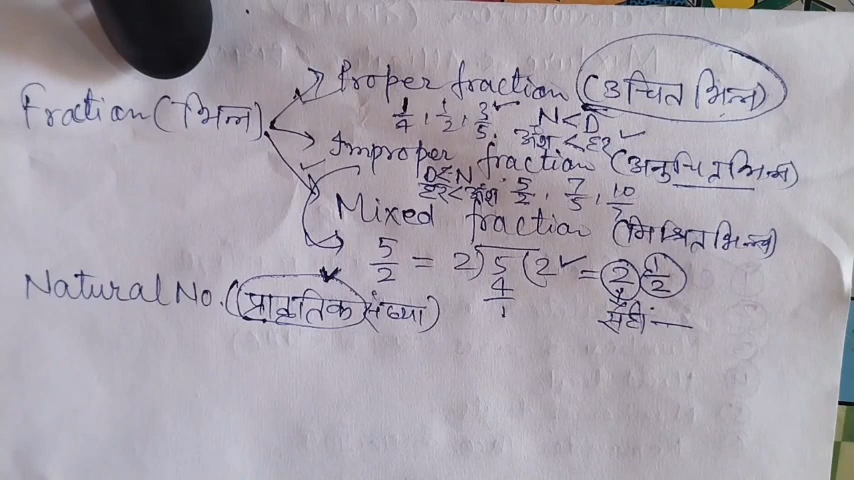 Proper fraction (उचित भिन्न)
Fraction (भिन्न)
1/4, 1/2, 3/5. N<D
अंश < हर
Improper fraction (अनुचित भिन्न)
D<N
हर<अंश 5/2, 7/5, 10/7
Mixed fraction (मिश्रित भिन्न)
5/2 = 2)5(2 = 2 1/2
4
1
Natural No. (प्राकृतिक संख्या)